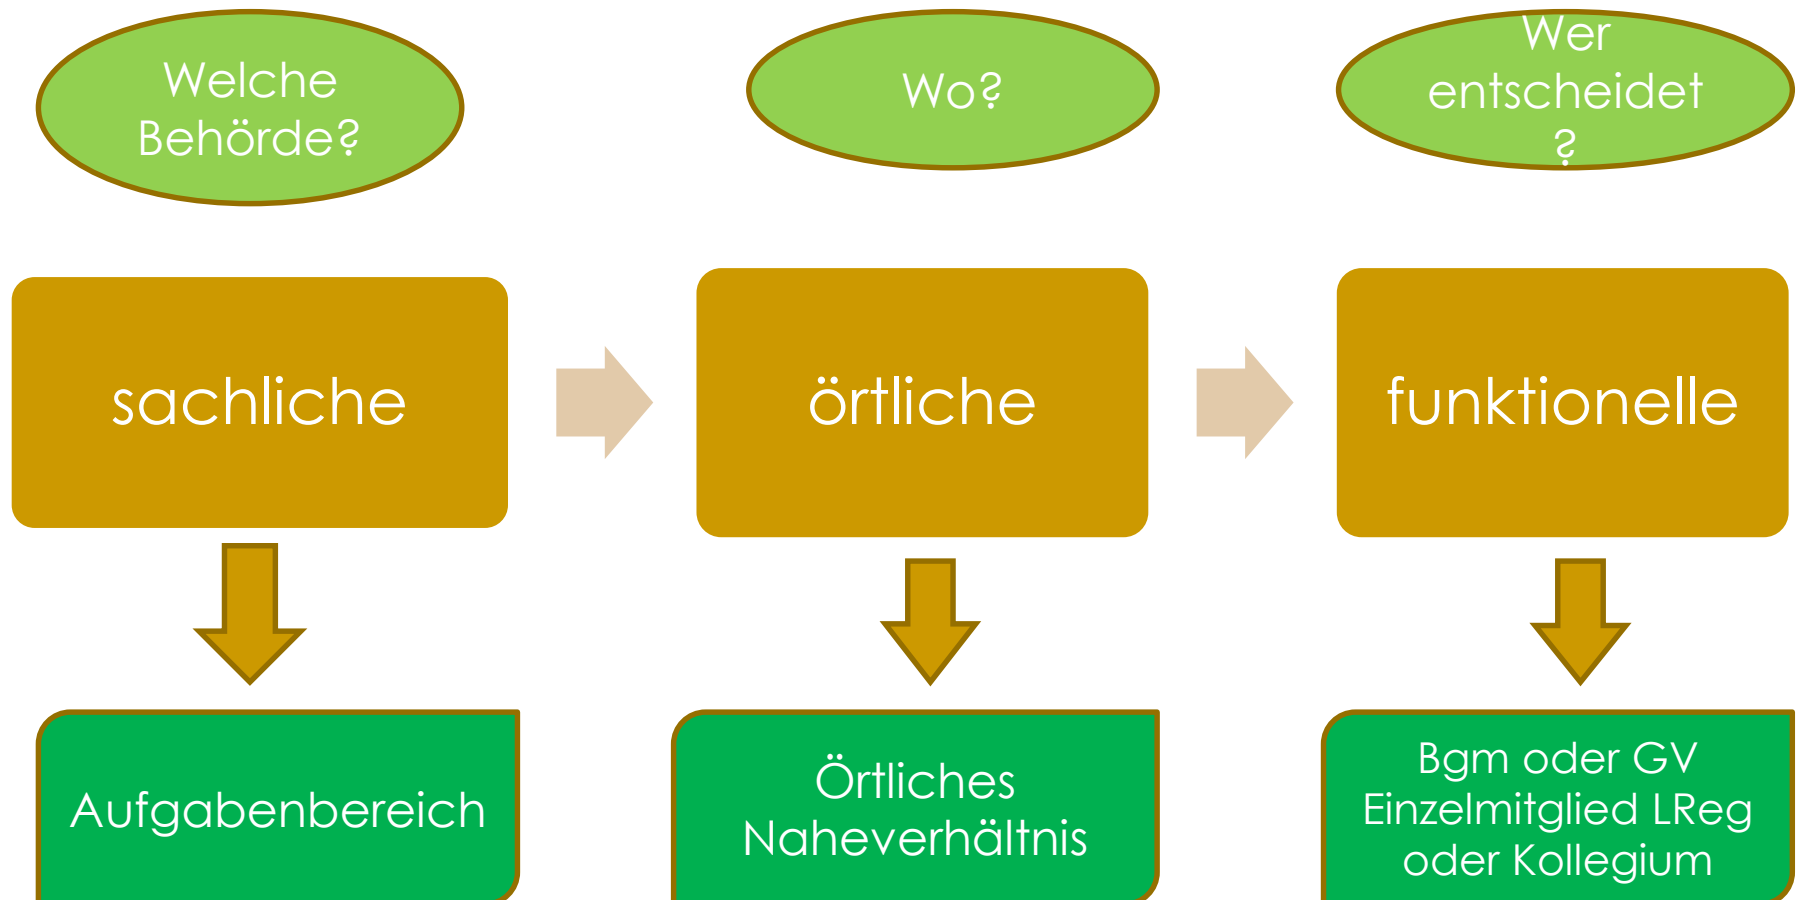 Welche
Behörde?
Wo?
Wer
entscheidet
?
sachliche
örtliche
funktionelle
Aufgabenbereich
Örtliches
Naheverhältnis
Bgm oder GV
Einzelmitglied LReg
oder Kollegium